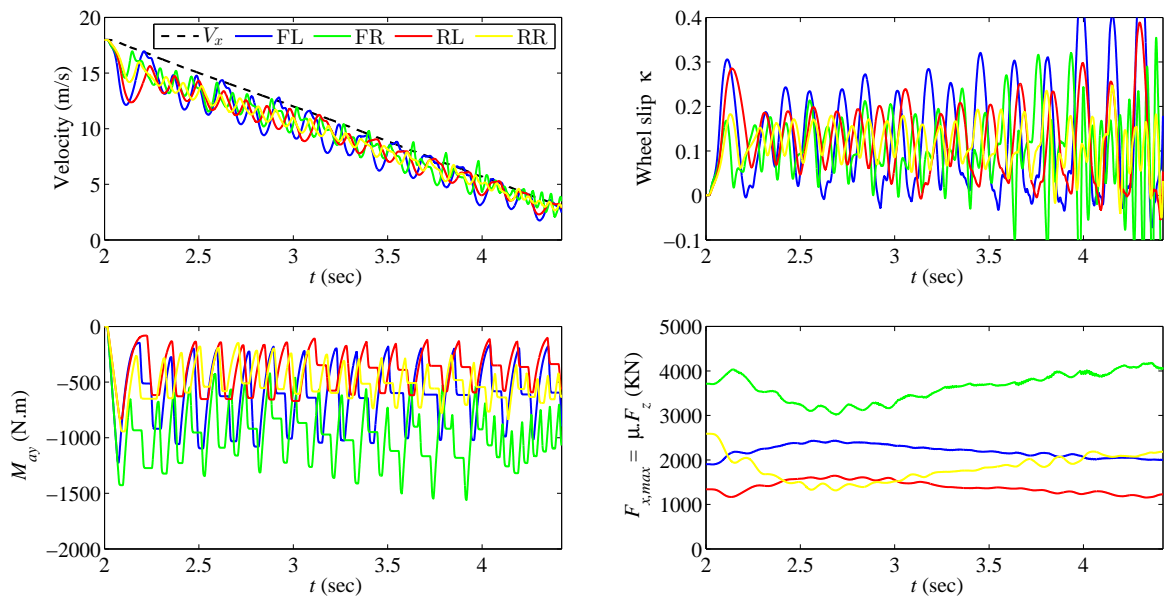 Velocity (m/s)
20
15
10
5
0
V_x FL FR RL RR
2 2.5 3 3.5 4
t (sec)
Wheel slip κ
0.4
0.3
0.2
0.1
0
−0.1
2 2.5 3 3.5 4
t (sec)
M_ay (N.m)
0
−500
−1000
−1500
−2000
2 2.5 3 3.5 4
t (sec)
F_x,max = μ.F_z (KN)
5000
4000
3000
2000
1000
0
2 2.5 3 3.5 4
t (sec)